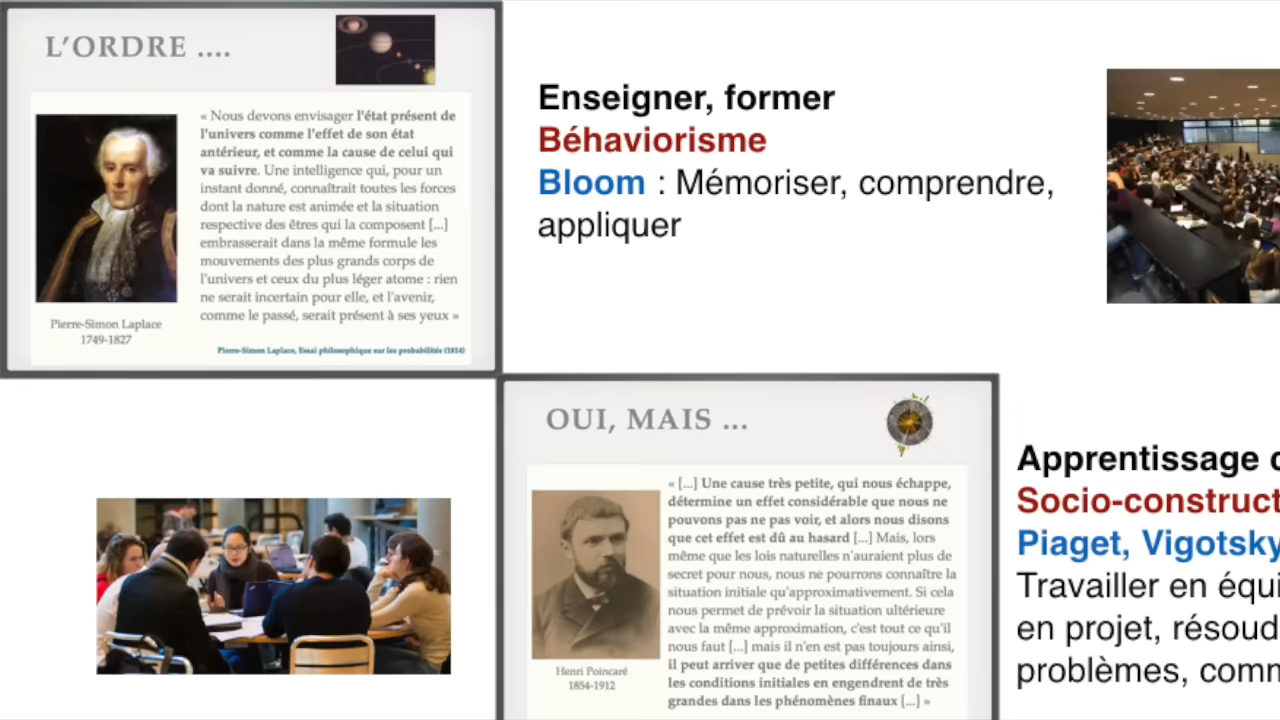 L'ORDRE ....
« Nous devons envisager l'état présent de
l'univers comme l'effet de son état
antérieur, et comme la cause de celui qui
va suivre. Une intelligence qui, pour un
instant donné, connaîtrait toutes les forces
dont la nature est animée et la situation
respective des êtres qui la composent [...]
embrasserait dans la même formule les
mouvements des plus grands corps de
l'univers et ceux du plus léger atome : rien
ne serait incertain pour elle, et l'avenir,
comme le passé, serait présent à ses yeux »
Pierre-Simon Laplace
1749-1827
Pierre-Simon Laplace, Essai philosophique sur les probabilités (1814)
Enseigner, former
Béhaviorisme
Bloom : Mémoriser, comprendre,
appliquer
OUI, MAIS ...
« [...] Une cause très petite, qui nous échappe,
détermine un effet considérable que nous ne
pouvons pas ne pas voir, et alors nous disons
que cet effet est dû au hasard [...] Mais, lors
même que les lois naturelles n'auraient plus de
secret pour nous, nous ne pourrons connaître la
situation initiale qu'approximativement. Si cela
nous permet de prévoir la situation ultérieure
avec la même approximation, c'est tout ce qu'il
nous faut [...] mais il n'en est pas toujours ainsi,
il peut arriver que de petites différences dans
les conditions initiales en engendrent de très
grandes dans les phénomènes finaux [...] »
Henri Poincaré
1854-1912
Apprentissage
Socio-construct
Piaget, Vigotsky
Travailler en équi
en projet, résoud
problèmes, comm